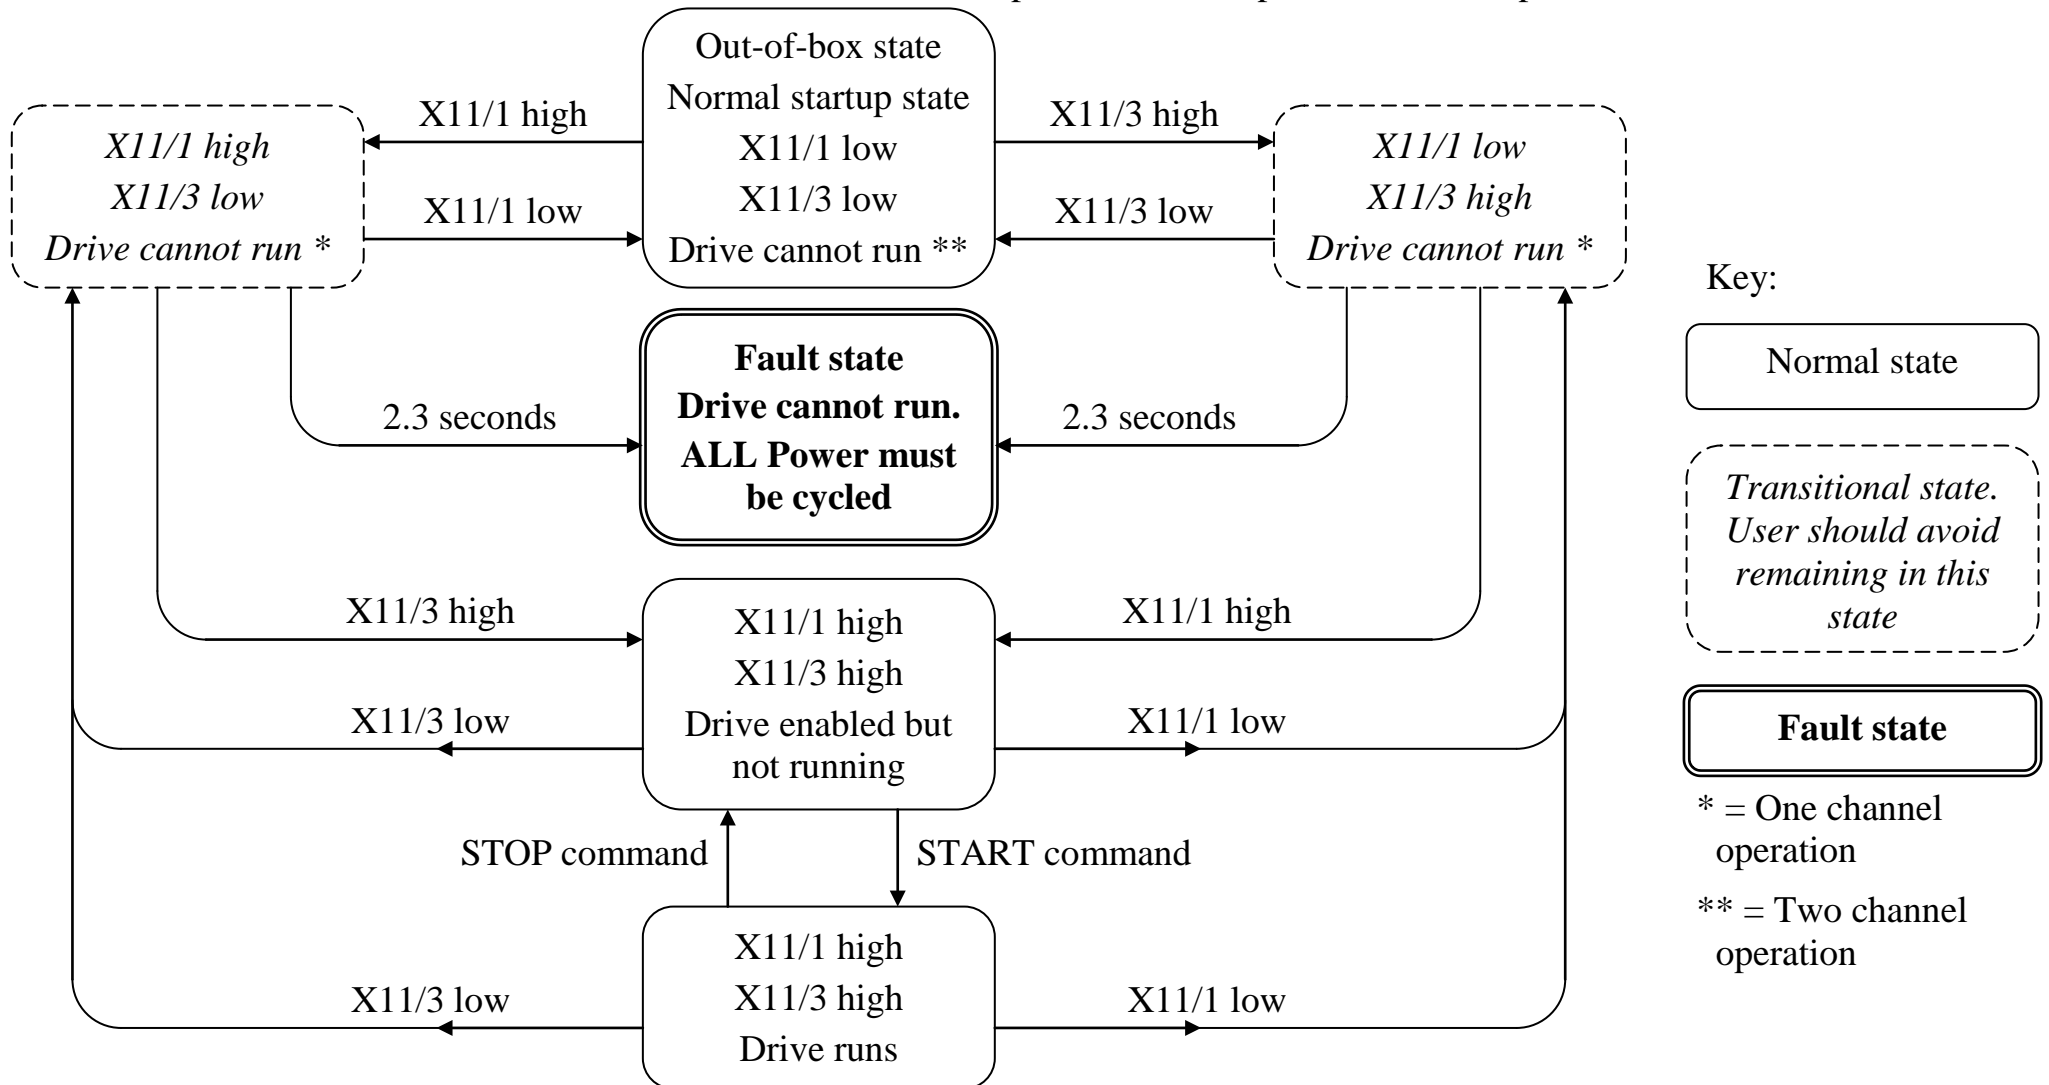 Out-of-box state
Normal startup state
X11/1 low
X11/3 low
Drive cannot run **
X11/1 high
X11/1 low
X11/3 high
X11/3 low
X11/1 high
X11/3 low
Drive cannot run *
X11/1 low
X11/3 high
Drive cannot run *
Fault state
Drive cannot run.
ALL Power must
be cycled
2.3 seconds
2.3 seconds
X11/3 high
X11/1 high
X11/1 high
X11/3 high
Drive enabled but
not running
X11/3 low
X11/1 low
STOP command
START command
X11/1 high
X11/3 high
Drive runs
X11/3 low
X11/1 low
Key:
Normal state
Transitional state.
User should avoid
remaining in this
state
Fault state
* = One channel
operation
** = Two channel
operation